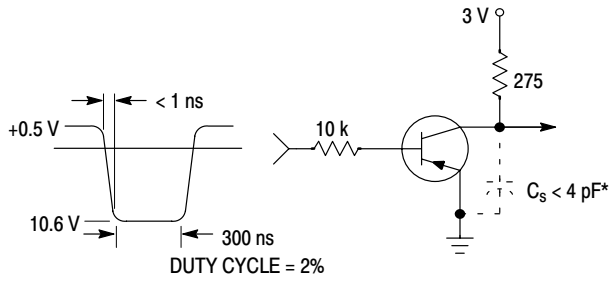 3 V
275
< 1 ns
+0.5 V
10 k
Cs < 4 pF*
10.6 V
300 ns
DUTY CYCLE = 2%